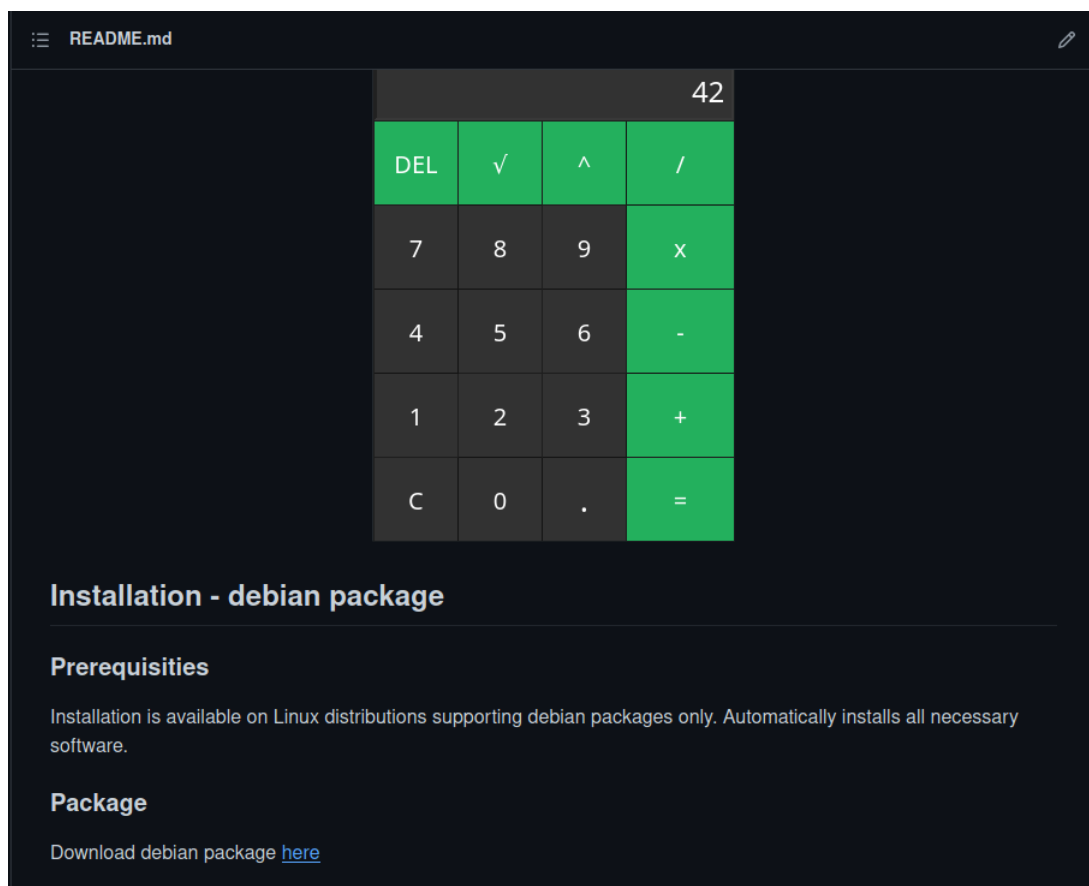 README.md
42
DEL √ ^ /
7 8 9 x
4 5 6 -
1 2 3 +
C 0 . =
Installation - debian package
Prerequisities
Installation is available on Linux distributions supporting debian packages only. Automatically installs all necessary
software.
Package
Download debian package here